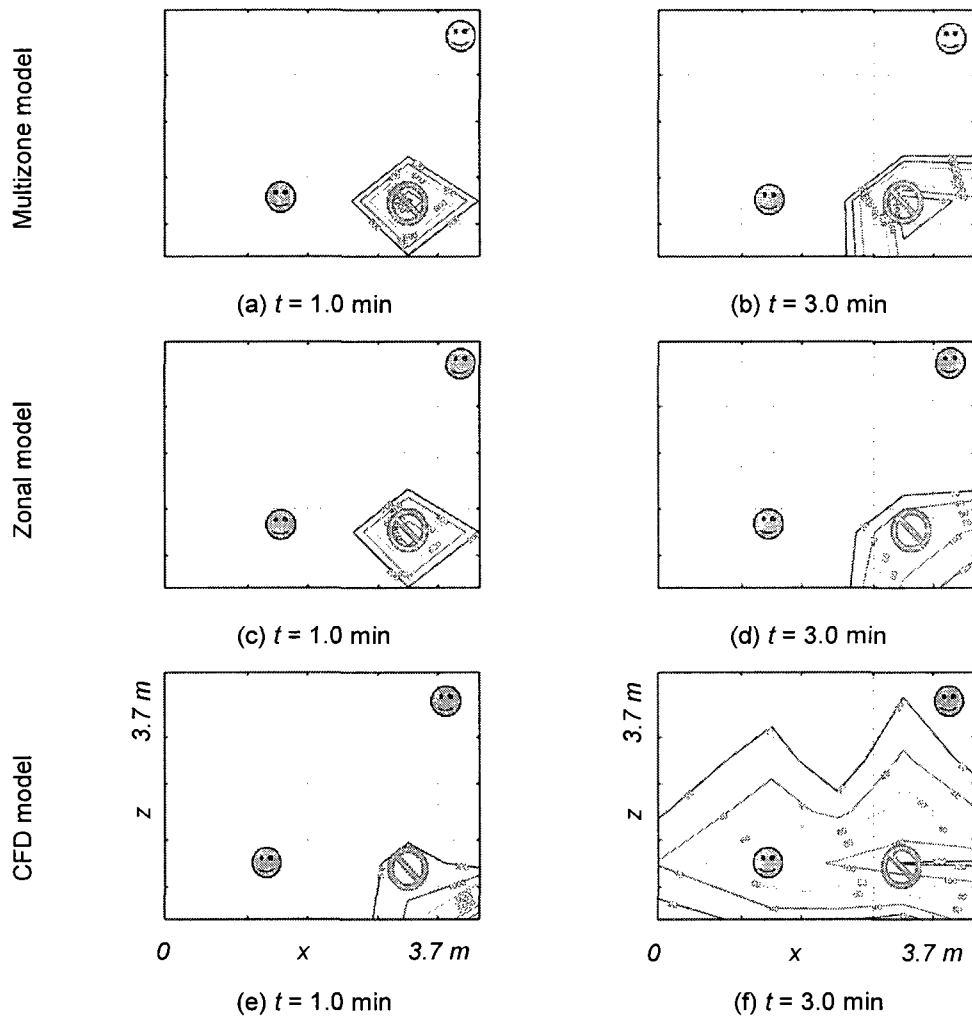 Multizone model
(a) t = 1.0 min
(b) t = 3.0 min
Zonal model
(c) t = 1.0 min
(d) t = 3.0 min
CFD model
3.7 m
z
0
x
3.7 m
3.7 m
z
0
x
3.7 m
(e) t = 1.0 min
(f) t = 3.0 min